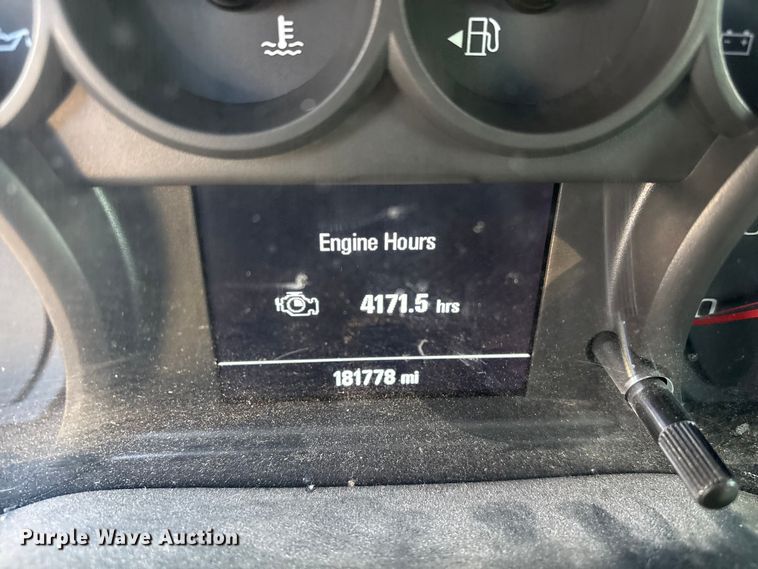 Engine Hours
4171.5 hrs
181778 mi
Purple Wave Auction